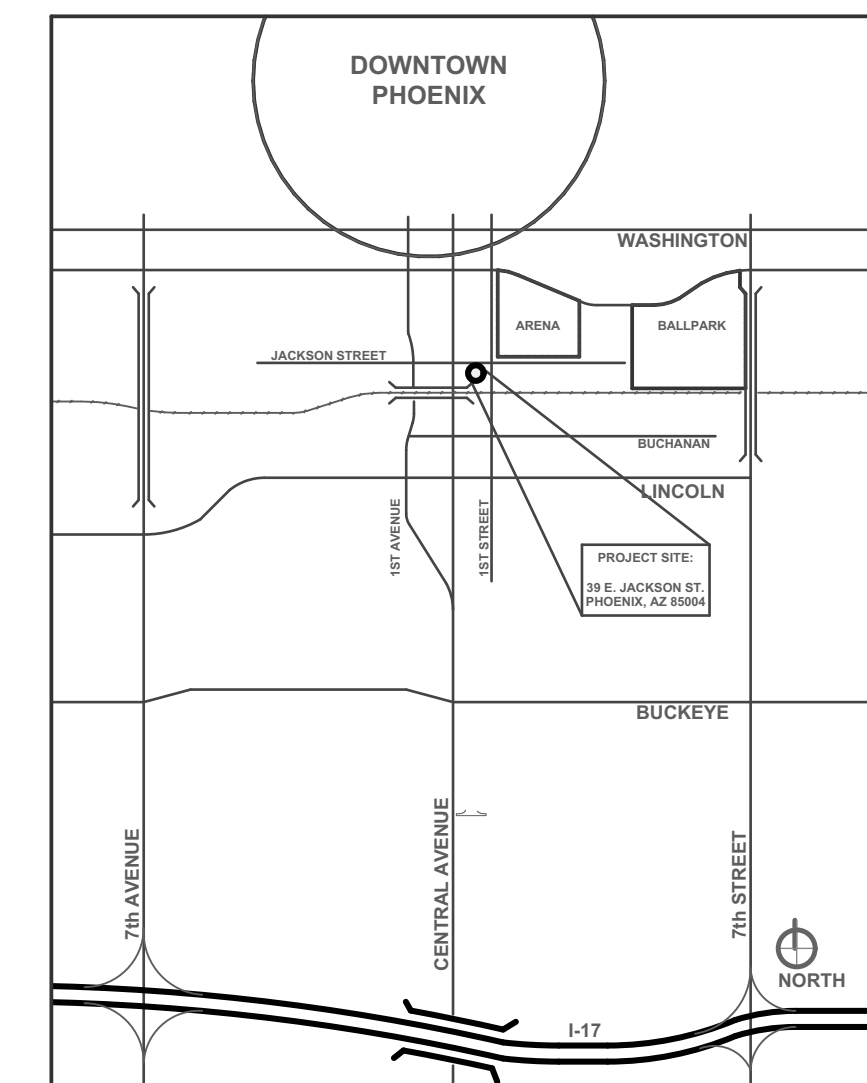 DOWNTOWN
PHOENIX
WASHINGTON
ARENA
BALLPARK
JACKSON STREET
BUCHANAN
LINCOLN
1ST AVENUE
1ST STREET
PROJECT SITE:
39 E. JACKSON ST.
PHOENIX, AZ 85004
BUCKEYE
7th AVENUE
CENTRAL AVENUE
7th STREET
NORTH
I-17